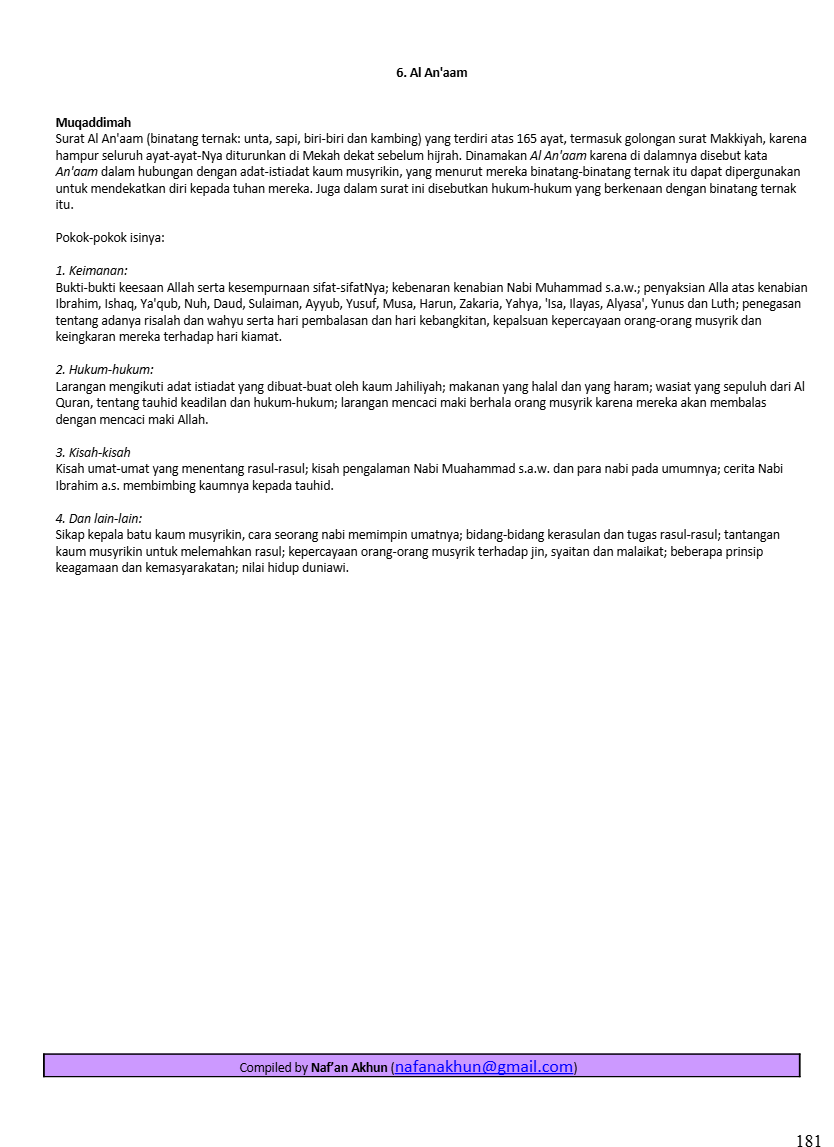 6. Al An'aam
Muqaddimah
Surat Al An'aam (binatang ternak: unta, sapi, biri-biri dan kambing) yang terdiri atas 165 ayat, termasuk golongan surat Makkiyah, karena
hampur seluruh ayat-ayat-Nya diturunkan di Mekah dekat sebelum hijrah. Dinamakan Al An'aam karena di dalamnya disebut kata
An'aam dalam hubungan dengan adat-istiadat kaum musyrikin, yang menurut mereka binatang-binatang ternak itu dapat dipergunakan
untuk mendekatkan diri kepada tuhan mereka. Juga dalam surat ini disebutkan hukum-hukum yang berkenaan dengan binatang ternak
itu.
Pokok-pokok isinya:
1. Keimanan:
Bukti-bukti keesaan Allah serta kesempurnaan sifat-sifatNya; kebenaran kenabian Nabi Muhammad s.a.w.; penyaksian Alla atas kenabian
Ibrahim, Ishaq, Ya'qub, Nuh, Daud, Sulaiman, Ayyub, Yusuf, Musa, Harun, Zakaria, Yahya, 'Isa, Ilayas, Alyasa', Yunus dan Luth; penegasan
tentang adanya risalah dan wahyu serta hari pembalasan dan hari kebangkitan, kepalsuan kepercayaan orang-orang musyrik dan
keingkaran mereka terhadap hari kiamat.
2. Hukum-hukum:
Larangan mengikuti adat istiadat yang dibuat-buat oleh kaum Jahiliyah; makanan yang halal dan yang haram; wasiat yang sepuluh dari Al
Quran, tentang tauhid keadilan dan hukum-hukum; larangan mencaci maki berhala orang musyrik karena mereka akan membalas
dengan mencaci maki Allah.
3. Kisah-kisah
Kisah umat-umat yang menentang rasul-rasul; kisah pengalaman Nabi Muahammad s.a.w. dan para nabi pada umumnya; cerita Nabi
Ibrahim a.s. membimbing kaumnya kepada tauhid.
4. Dan lain-lain:
Sikap kepala batu kaum musyrikin, cara seorang nabi memimpin umatnya; bidang-bidang kerasulan dan tugas rasul-rasul; tantangan
kaum musyrikin untuk melemahkan rasul; kepercayaan orang-orang musyrik terhadap jin, syaitan dan malaikat; beberapa prinsip
keagamaan dan kemasyarakatan; nilai hidup duniawi.
Compiled by Naf’an Akhun (nafanakhun@gmail.com)
181